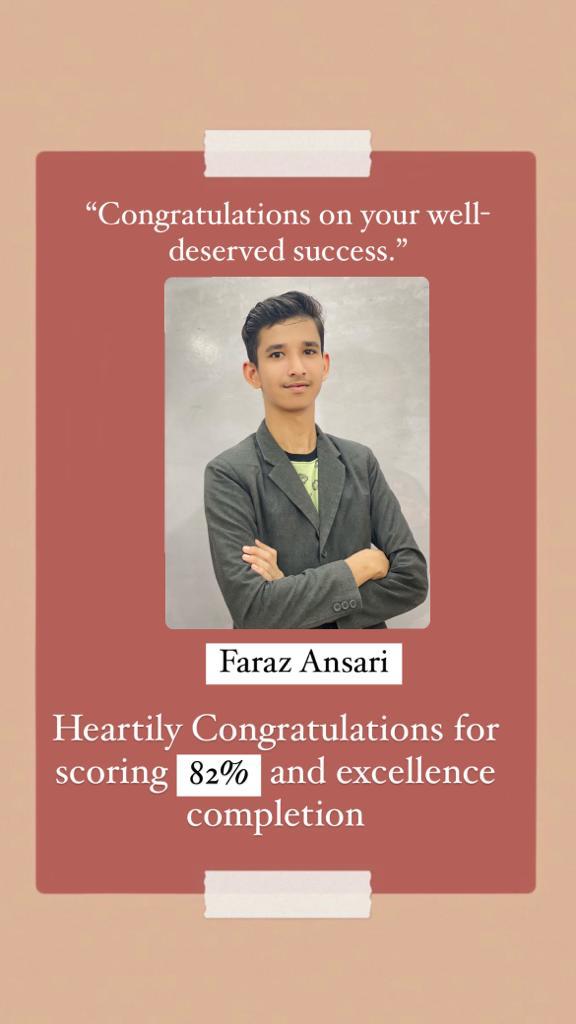 “Congratulations on your well-
deserved success.”
Faraz Ansari
Heartily Congratulations for
scoring 82% and excellence
completion